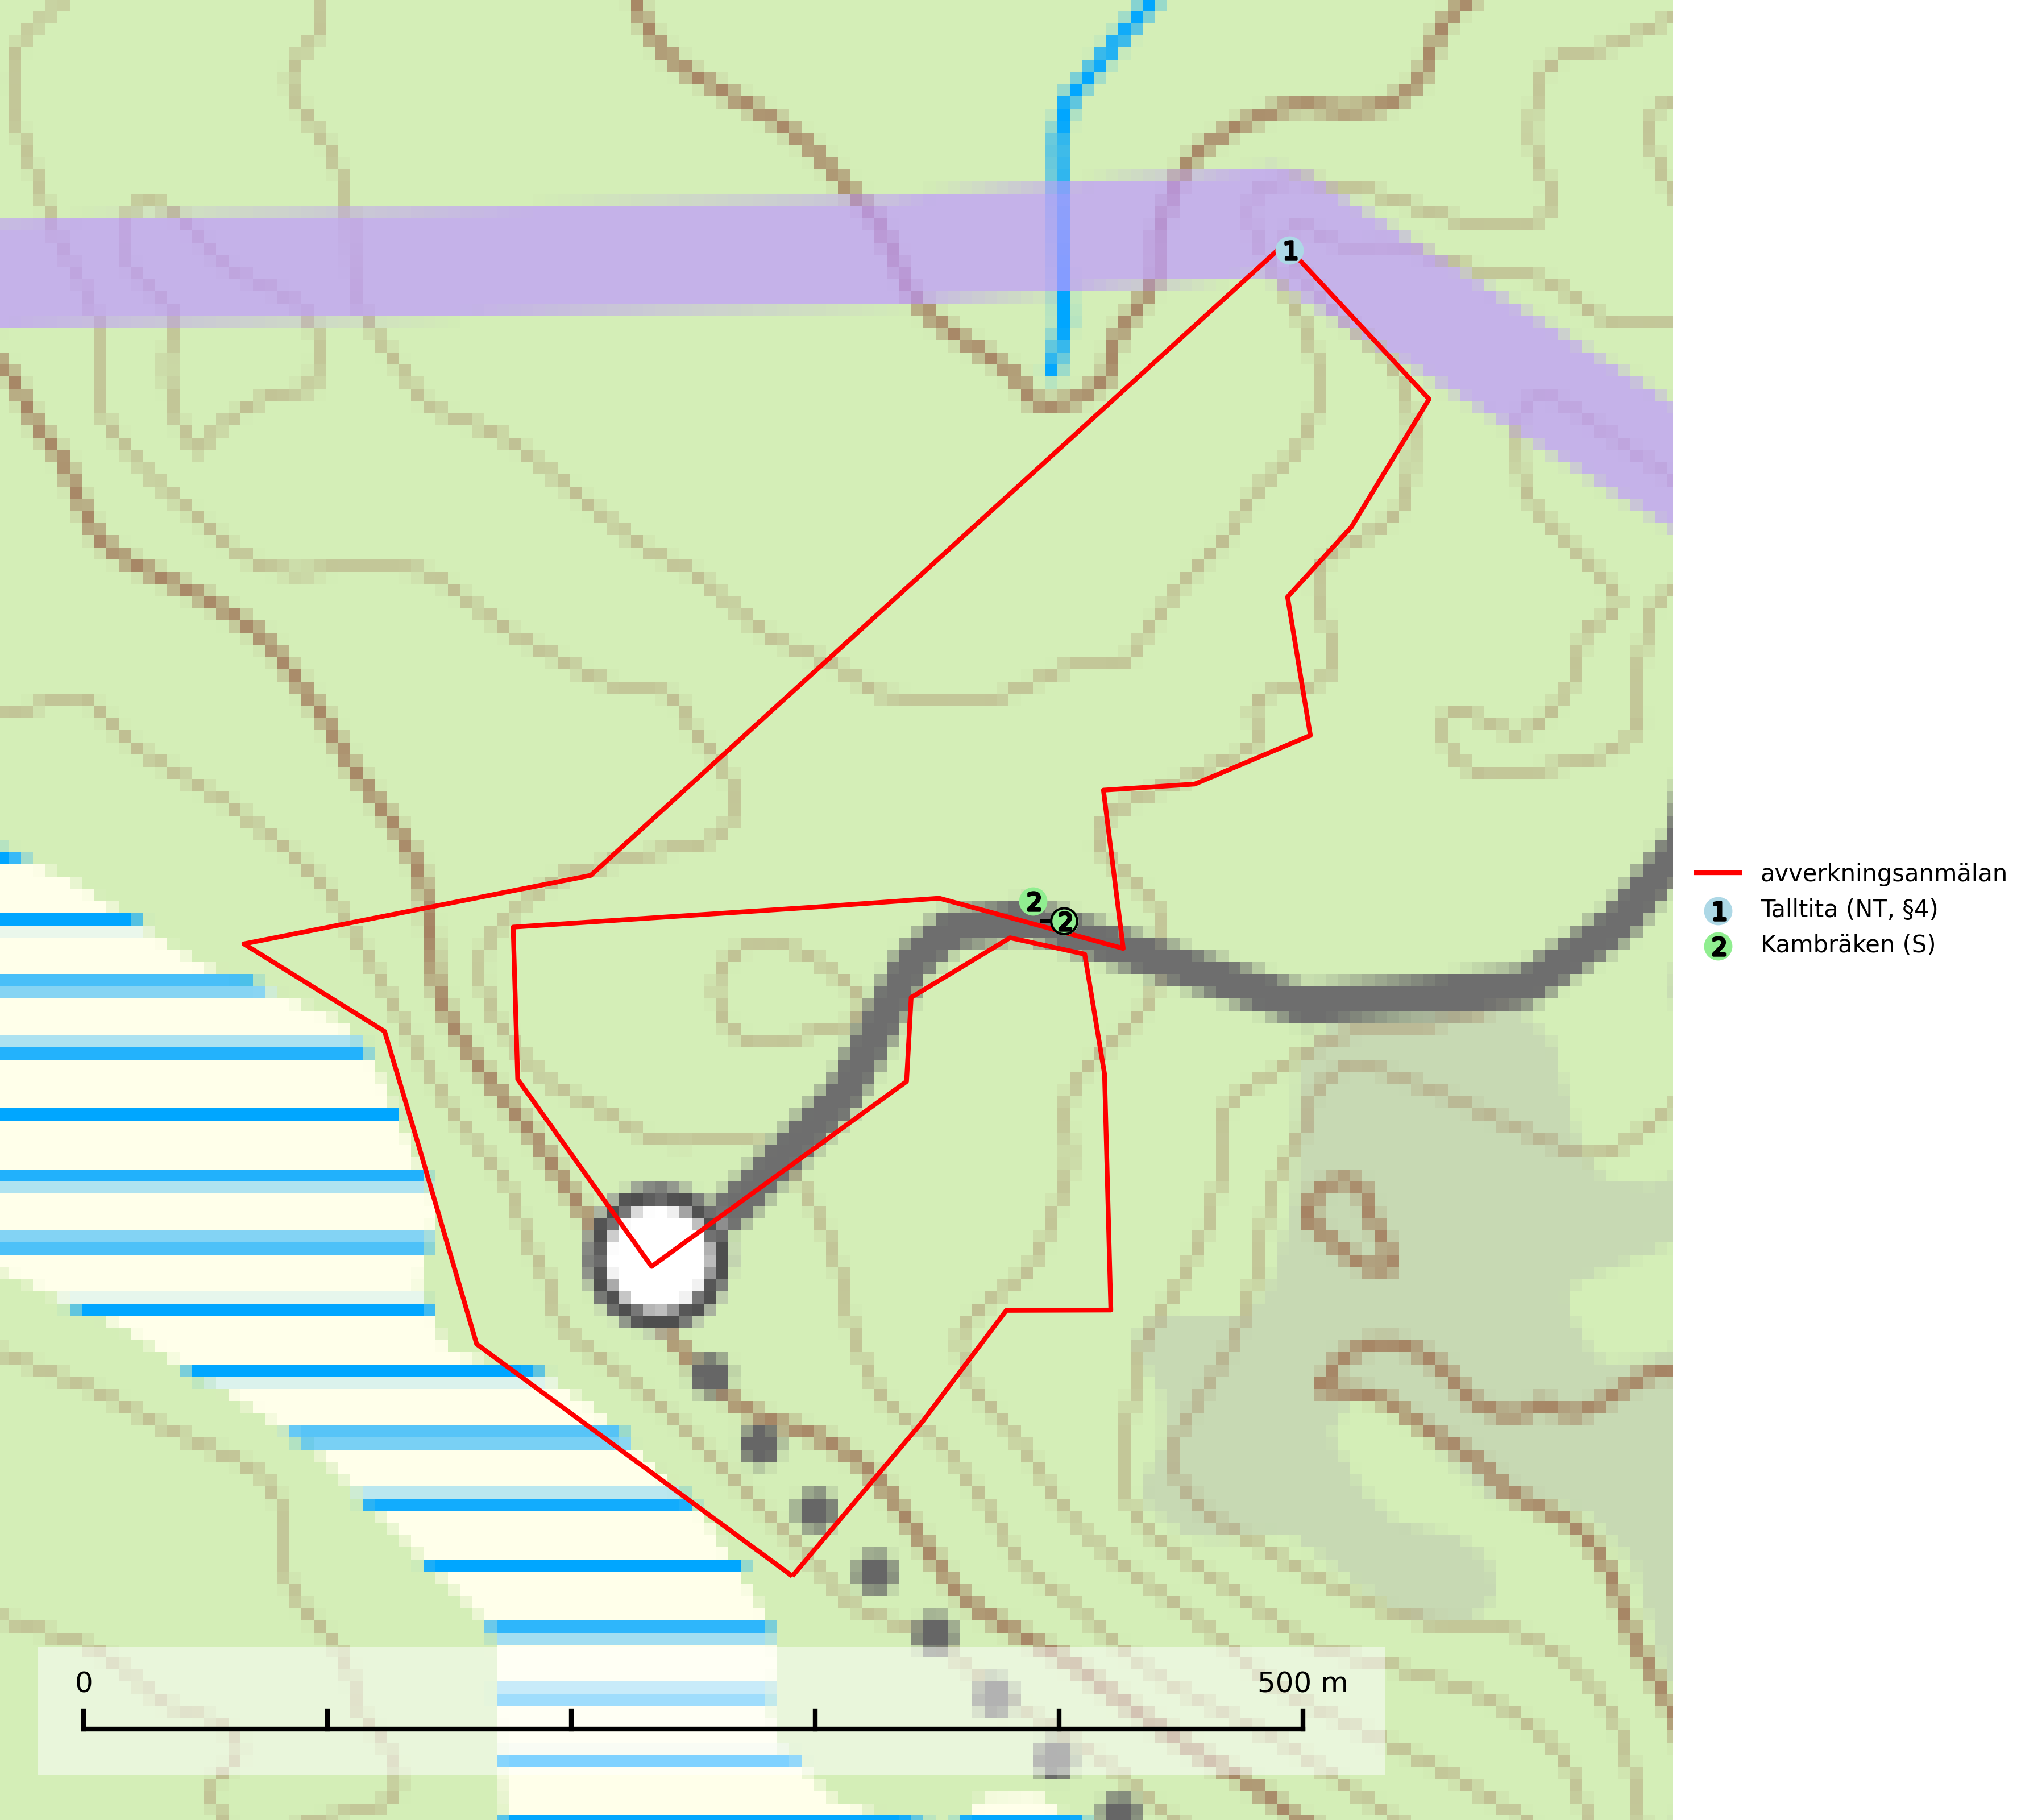 1
2
2
avverkningsanmälan
1 Talltita (NT, §4)
2 Kambräken (S)
0 500 m